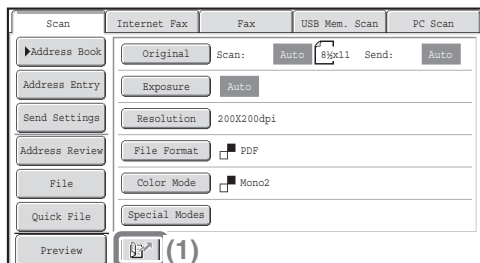 Scan Internet Fax Fax USB Mem. Scan PC Scan
Address Book Original Scan: Auto 8½x11 Send: Auto
Address Entry Exposure Auto
Send Settings Resolution 200X200dpi
Address Review File Format PDF
File Color Mode Mono2
Quick File Special Modes
Preview (1)